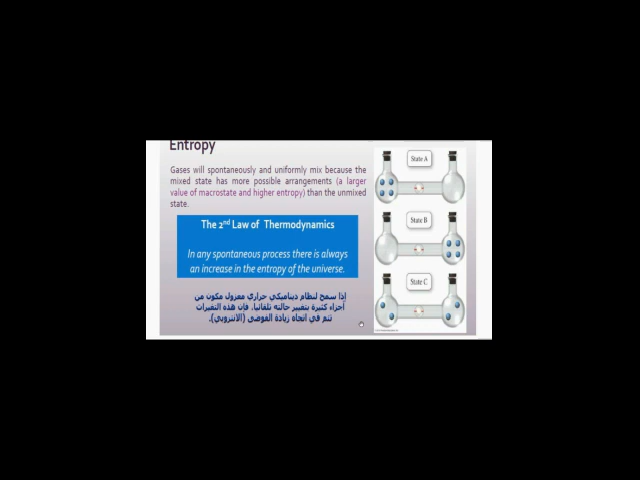 Entropy
Gases will spontaneously and uniformly mix because the
mixed state has more possible arrangements (a larger
value of macrostate and higher entropy) than the unmixed
state.
The 2nd Law of Thermodynamics
In any spontaneous process there is always
an increase in the entropy of the universe.
إذا سمح لنظام ديناميكي حراري معزول مكون من
أجزاء كثيرة بتغيير حالته تلقائيا. فان هذه التغيرات
تتم في اتجاه زيادة الفوضى (الانتروبي).
State A
State B
State C